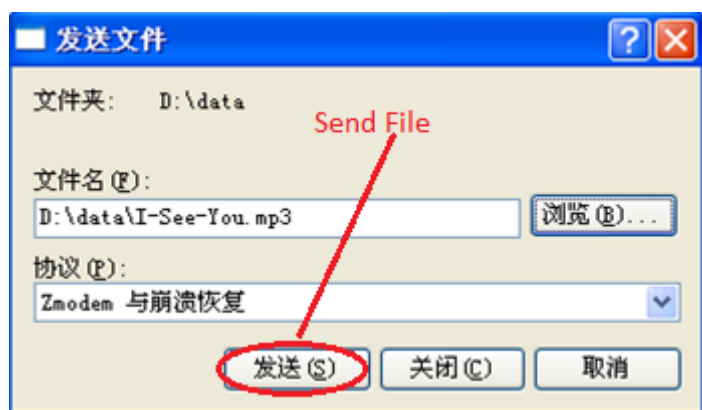 发送文件
文件夹: D:\data
Send File
文件名(F):
D:\data\I-See-You.mp3
浏览(B)...
协议(P):
Zmodem 与崩溃恢复
发送(S) 关闭(C) 取消